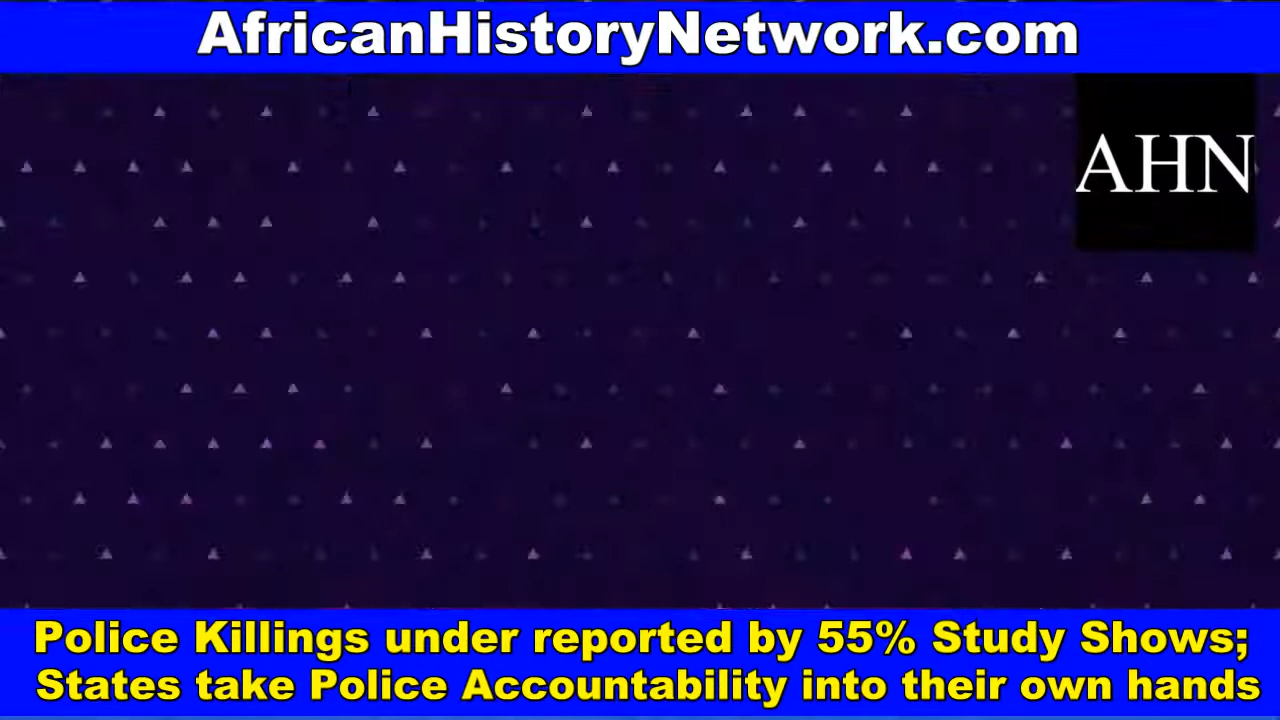 AfricanHistoryNetwork.com
AHN
Police Killings under reported by 55% Study Shows;
States take Police Accountability into their own hands